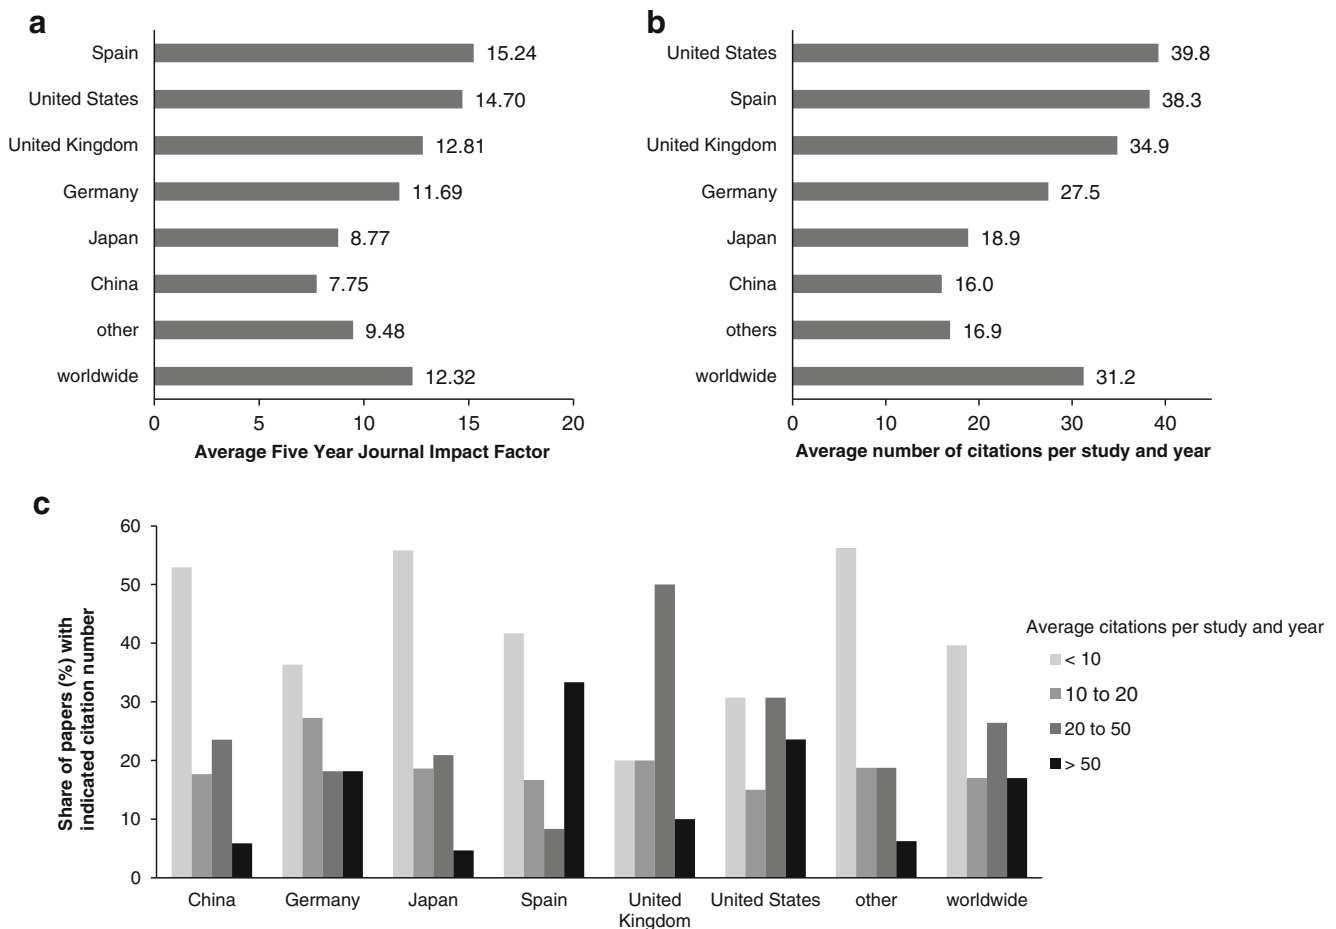 a
Spain 15.24
United States 14.70
United Kingdom 12.81
Germany 11.69
Japan 8.77
China 7.75
other 9.48
worldwide 12.32
0 5 10 15 20
Average Five Year Journal Impact Factor
b
United States 39.8
Spain 38.3
United Kingdom 34.9
Germany 27.5
Japan 18.9
China 16.0
others 16.9
worldwide 31.2
0 10 20 30 40
Average number of citations per study and year
c
Share of papers (%) with
indicated citation number
60
50
40
30
20
10
0
China Germany Japan Spain United Kingdom United States other worldwide
Average citations per study and year
< 10
10 to 20
20 to 50
> 50